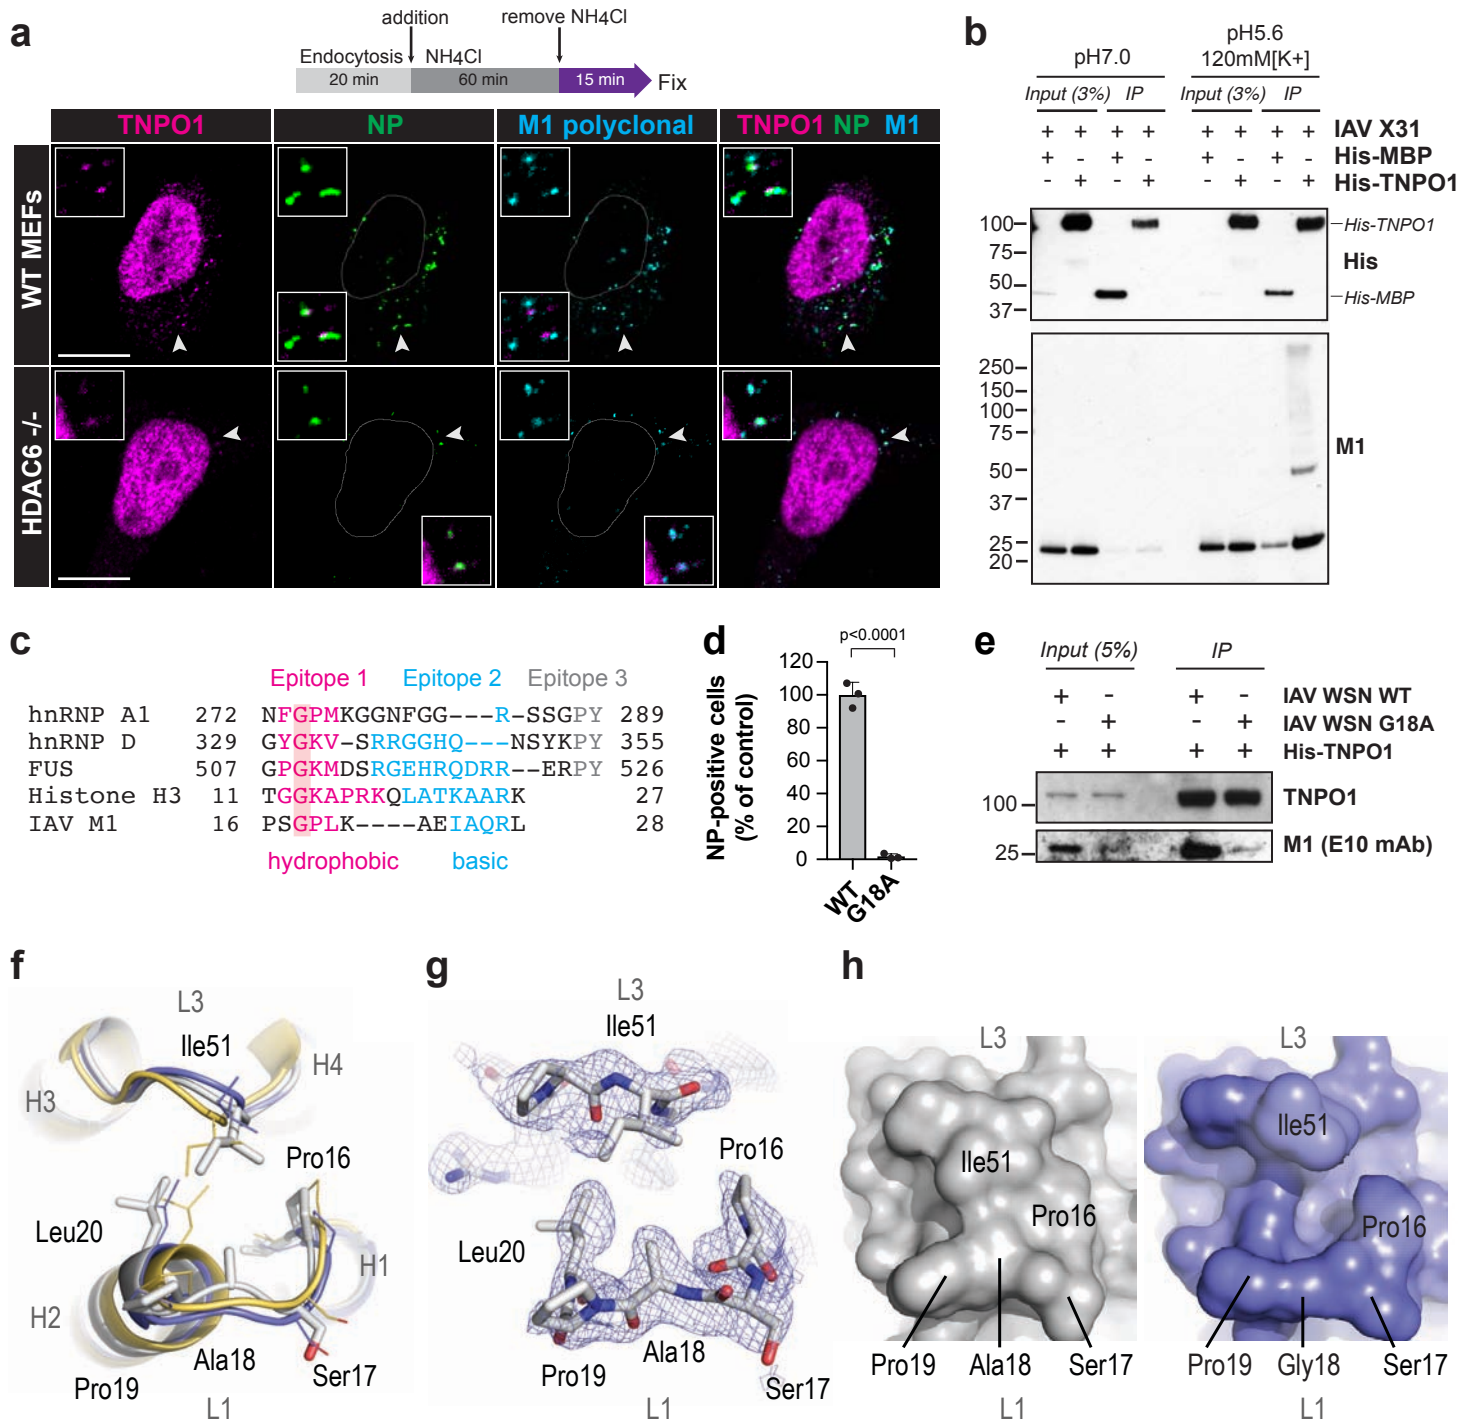 a
addition
remove NH4Cl
Endocytosis
NH4Cl
20 min
60 min
15 min
Fix
TNPO1
NP
M1 polyclonal
TNPO1 NP M1
WT MEFs
HDAC6 -/-
b
pH7.0
pH5.6
120mM[K+]
Input (3%) IP
Input (3%) IP
+ + + + + + + + IAV X31
+ - + - + - + - His-MBP
- + - + - + - + His-TNPO1
100
75
50
37
His-TNPO1
His
His-MBP
250
150
100
75
50
37
25
20
M1
c
Epitope 1 Epitope 2 Epitope 3
hnRNP A1 272 NFGPMKGGNFGG---R-SSGPY 289
hnRNP D 329 GYGKV-SRRGGHQ---NSYKPY 355
FUS 507 GPGKMDSRGEHRQDRR--ERPY 526
Histone H3 11 TGGKAPRKQLATKAARK 27
IAV M1 16 PSGPLK----AEIAQRL 28
hydrophobic basic
d
p<0.0001
NP-positive cells
(% of control)
120
100
80
60
40
20
0
WT
G18A
e
Input (5%) IP
+ - + - IAV WSN WT
- + - + IAV WSN G18A
+ + + + His-TNPO1
100
TNPO1
25
M1 (E10 mAb)
f
L3
Ile51
H4
H3
Pro16
Leu20
H1
H2
Ala18
Ser17
Pro19
L1
g
L3
Ile51
Pro16
Leu20
Ala18
Pro19
Ser17
L1
h
L3
Ile51
Pro16
Pro19 Ala18 Ser17
L1
L3
Ile51
Pro16
Pro19 Gly18 Ser17
L1